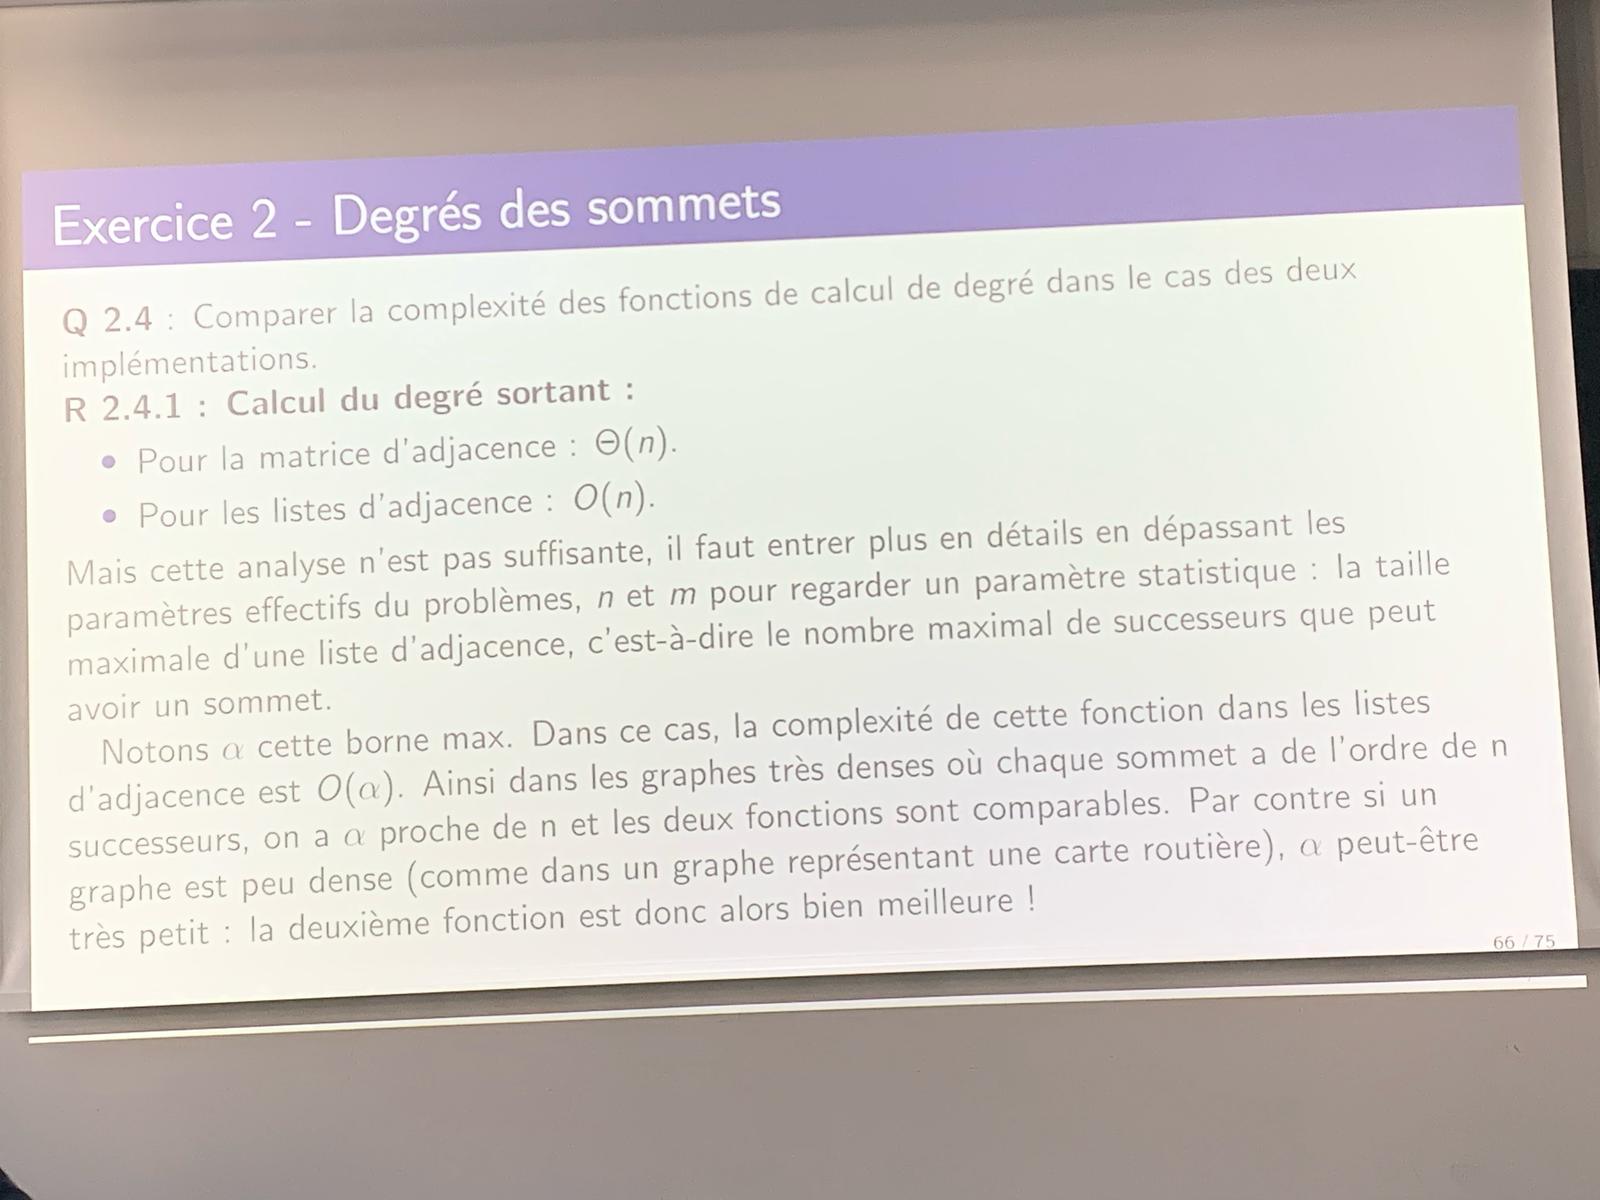 Exercice 2 - Degrés des sommets
Q 2.4 : Comparer la complexité des fonctions de calcul de degré dans le cas des deux
implémentations.
R 2.4.1 : Calcul du degré sortant :
• Pour la matrice d'adjacence : Θ(n).
• Pour les listes d'adjacence : O(n).
Mais cette analyse n'est pas suffisante, il faut entrer plus en détails en dépassant les
paramètres effectifs du problèmes, n et m pour regarder un paramètre statistique : la taille
maximale d'une liste d'adjacence, c'est-à-dire le nombre maximal de successeurs que peut
avoir un sommet.
Notons α cette borne max. Dans ce cas, la complexité de cette fonction dans les listes
d'adjacence est O(α). Ainsi dans les graphes très denses où chaque sommet a de l'ordre de n
successeurs, on a α proche de n et les deux fonctions sont comparables. Par contre si un
graphe est peu dense (comme dans un graphe représentant une carte routière), α peut-être
très petit : la deuxième fonction est donc alors bien meilleure !
66 / 75